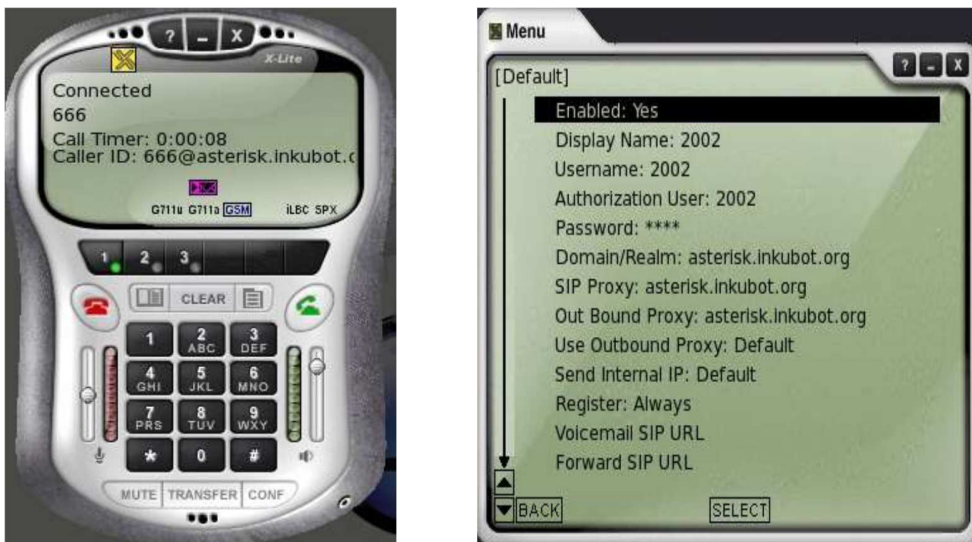 ? – X
X-Lite
Connected
666
Call Timer: 0:00:08
Caller ID: 666@asterisk.inkubot.
G711u G711a GSM iLBC SPX
1 2 3
CLEAR
1 2 ABC 3 DEF
4 GHI 5 JKL 6 MNO
7 PRS 8 TUV 9 WXY
* 0 #
MUTE TRANSFER CONF
Menu
? – X
[Default]
Enabled: Yes
Display Name: 2002
Username: 2002
Authorization User: 2002
Password: ****
Domain/Realm: asterisk.inkubot.org
SIP Proxy: asterisk.inkubot.org
Out Bound Proxy: asterisk.inkubot.org
Use Outbound Proxy: Default
Send Internal IP: Default
Register: Always
Voicemail SIP URL
Forward SIP URL
BACK SELECT